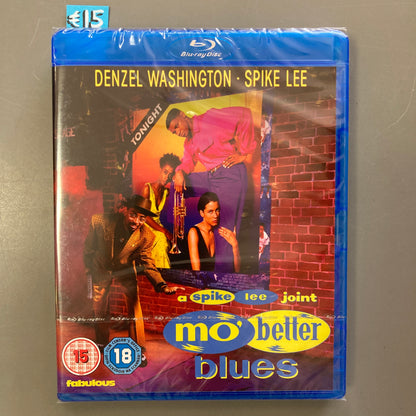 €15
Blu-ray Disc
DENZEL WASHINGTON · SPIKE LEE
TONIGHT
a spike lee joint
mo' better
blues
15
18
fabulous